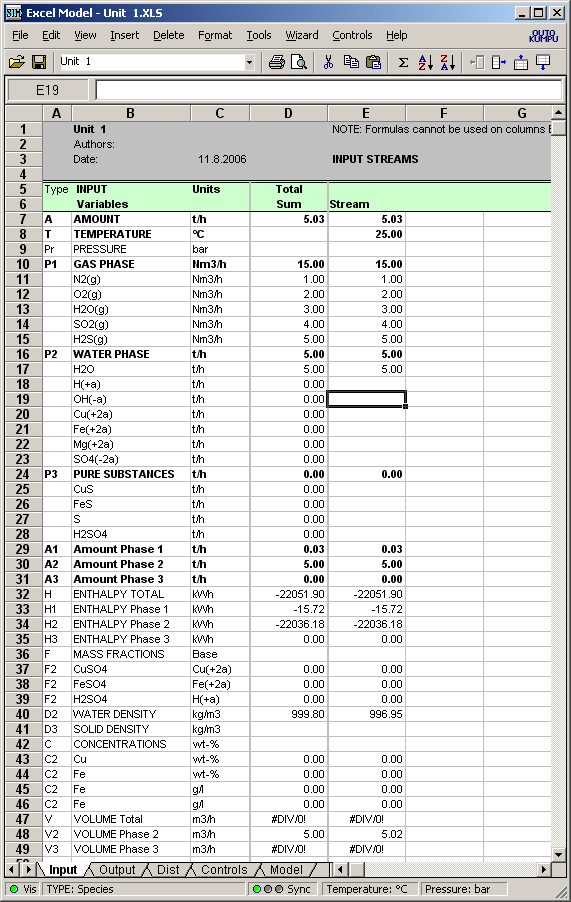 Excel Model - Unit 1.XLS
File Edit View Insert Delete Format Tools Window Controls Help OUTO KUMPU
Unit 1
E19
A B C D E F G
1 Unit 1 NOTE: Formulas cannot be used on columns
2 Authors:
3 Date: 11.8.2006 INPUT STREAMS
4
5 Type INPUT Units Total
6 Variables Sum Stream
7 A AMOUNT t/h 5.03 5.03
8 T TEMPERATURE ºC 25.00
9 Pr PRESSURE bar
10 P1 GAS PHASE Nm3/h 15.00 15.00
11 N2(g) Nm3/h 1.00 1.00
12 O2(g) Nm3/h 2.00 2.00
13 H2O(g) Nm3/h 3.00 3.00
14 SO2(g) Nm3/h 4.00 4.00
15 H2S(g) Nm3/h 5.00 5.00
16 P2 WATER PHASE t/h 5.00 5.00
17 H2O t/h 5.00 5.00
18 H(+a) t/h 0.00
19 OH(-a) t/h 0.00
20 Cu(+2a) t/h 0.00
21 Fe(+2a) t/h 0.00
22 Mg(+2a) t/h 0.00
23 SO4(-2a) t/h 0.00
24 P3 PURE SUBSTANCES t/h 0.00 0.00
25 CuS t/h 0.00
26 FeS t/h 0.00
27 S t/h 0.00
28 H2SO4 t/h 0.00
29 A1 Amount Phase 1 t/h 0.03 0.03
30 A2 Amount Phase 2 t/h 5.00 5.00
31 A3 Amount Phase 3 t/h 0.00 0.00
32 H ENTHALPY TOTAL kWh -22051.90 -22051.90
33 H1 ENTHALPY Phase 1 kWh -15.72 -15.72
34 H2 ENTHALPY Phase 2 kWh -22036.18 -22036.18
35 H3 ENTHALPY Phase 3 kWh 0.00 0.00
36 F MASS FRACTIONS Base
37 F2 CuSO4 Cu(+2a) 0.00 0.00
38 F2 FeSO4 Fe(+2a) 0.00 0.00
39 F2 H2SO4 H(+a) 0.00 0.00
40 D2 WATER DENSITY kg/m3 999.80 996.95
41 D3 SOLID DENSITY kg/m3
42 C CONCENTRATIONS wt-%
43 C2 Cu wt-% 0.00 0.00
44 C2 Fe wt-% 0.00 0.00
45 C2 Fe g/l 0.00 0.00
46 C2 Fe g/l 0.00 0.00
47 V VOLUME Total m3/h #DIV/0! #DIV/0!
48 V2 VOLUME Phase 2 m3/h 5.00 5.02
49 V3 VOLUME Phase 3 m3/h #DIV/0! #DIV/0!
Input Output Dist Controls Model
Vis TYPE: Species Sync Temperature: °C Pressure: bar